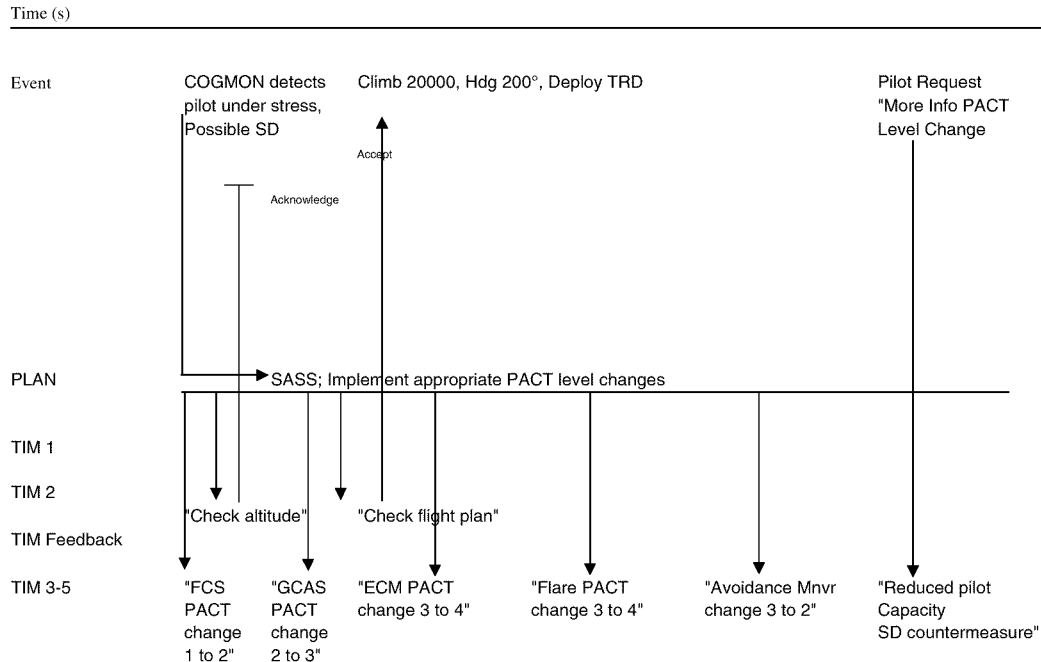 Time (s)
Event
COGMON detects
pilot under stress,
Possible SD
Climb 20000, Hdg 200°, Deploy TRD
Pilot Request
"More Info PACT
Level Change
Accept
Acknowledge
PLAN
SASS; Implement appropriate PACT level changes
TIM 1
TIM 2
"Check altitude"
"Check flight plan"
TIM Feedback
TIM 3-5
"FCS
PACT
change
1 to 2"
"GCAS
PACT
change
2 to 3"
"ECM PACT
change 3 to 4"
"Flare PACT
change 3 to 4"
"Avoidance Mnvr
change 3 to 2"
"Reduced pilot
Capacity
SD countermeasure"